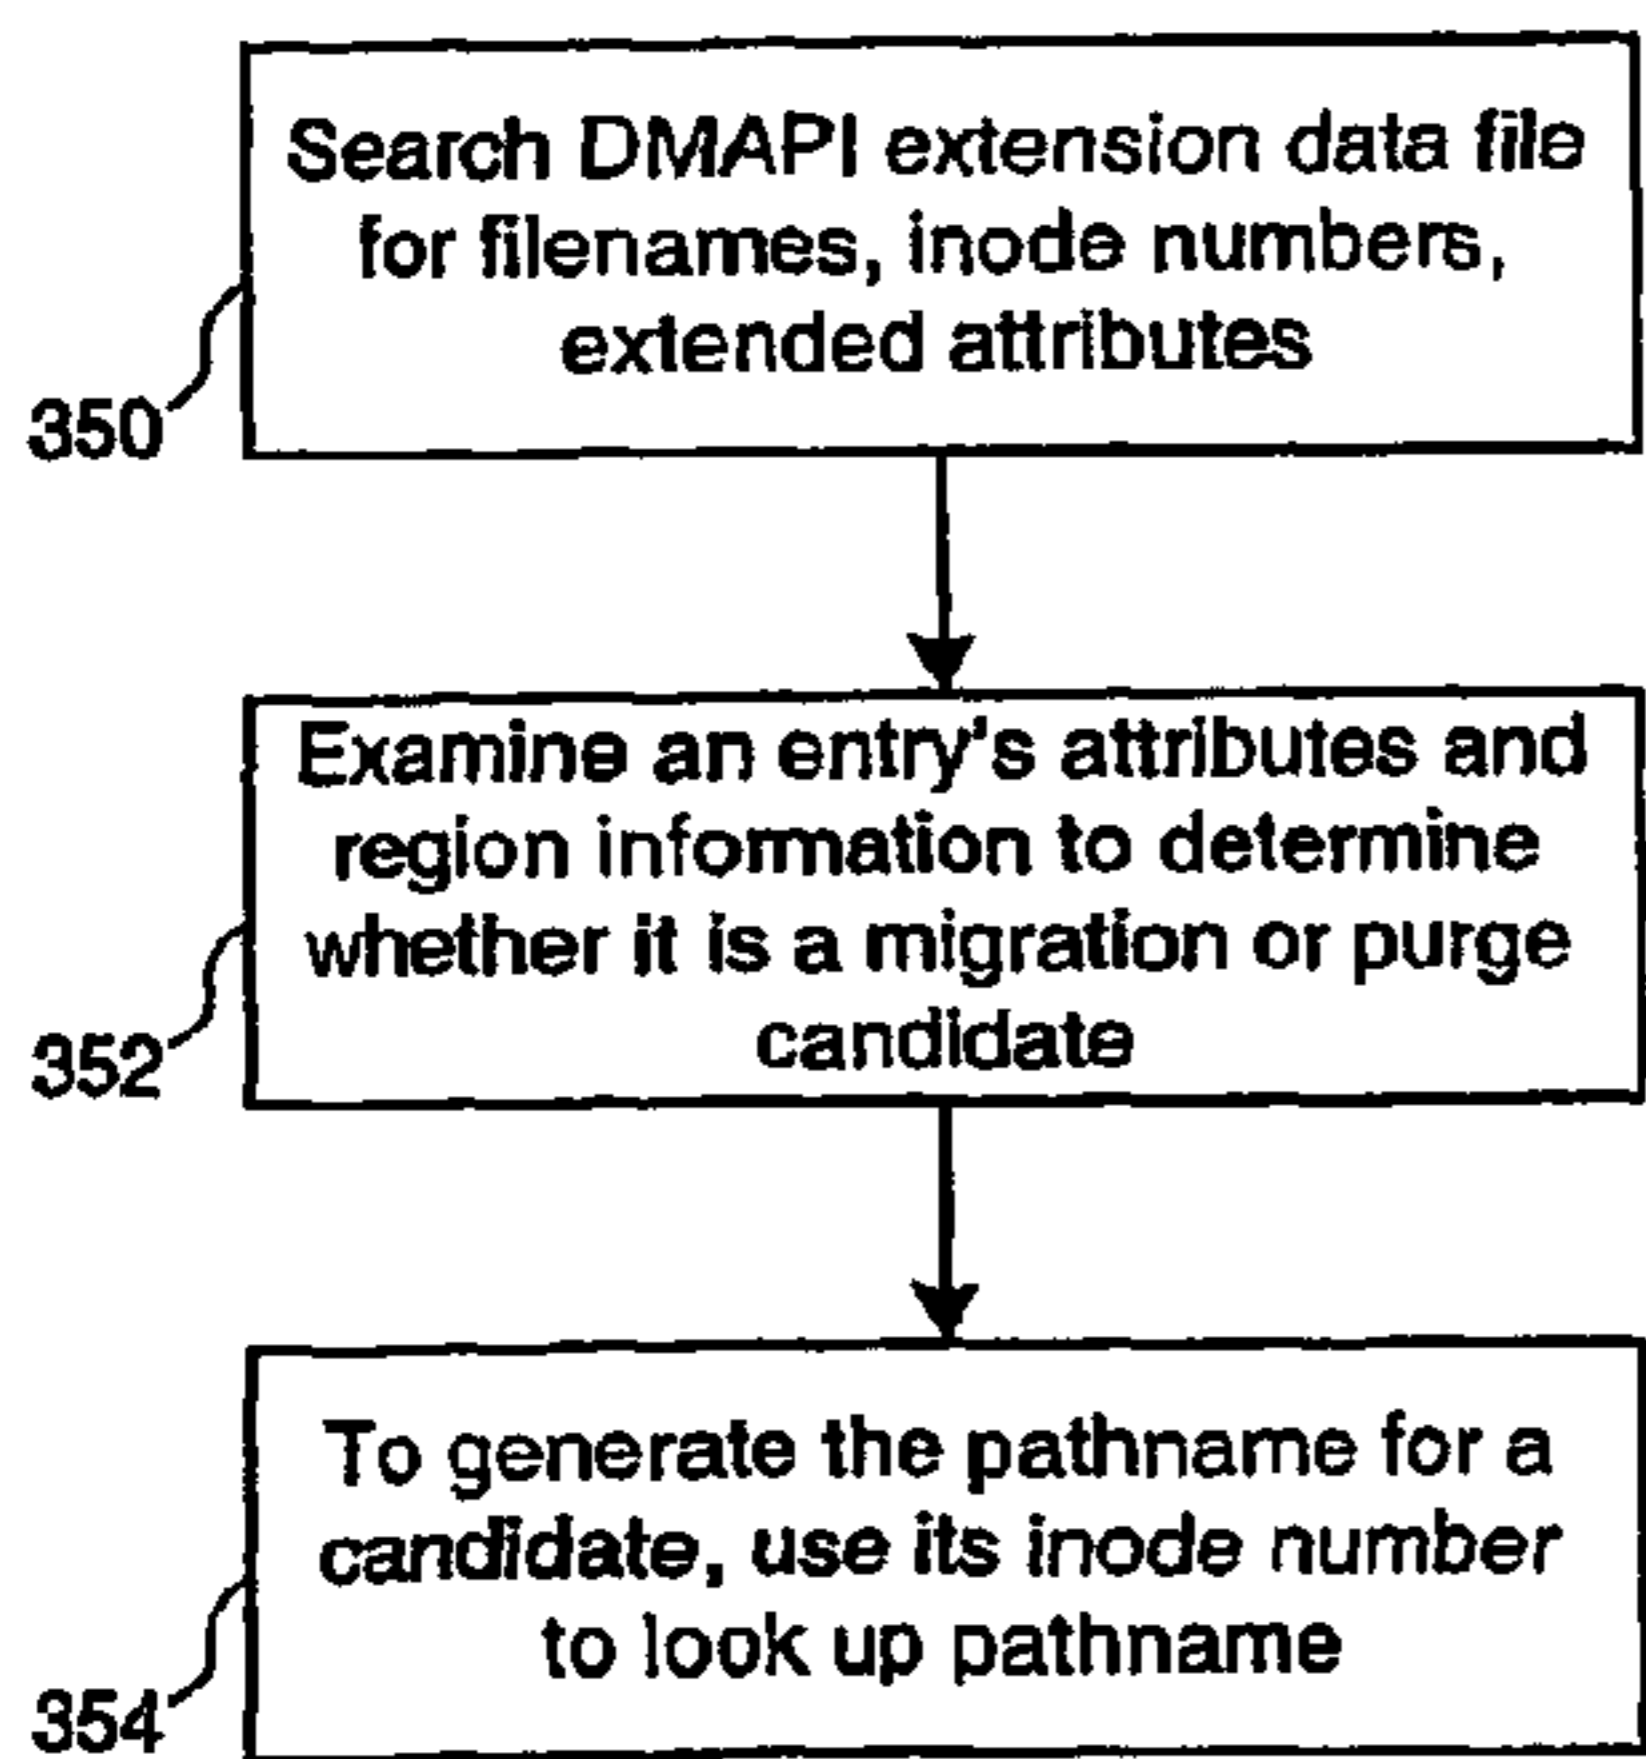 Search DMAPI extension data file
for filenames, inode numbers,
extended attributes
350
Examine an entry's attributes and
region information to determine
whether it is a migration or purge
candidate
352
To generate the pathname for a
candidate, use its inode number
to look up pathname
354